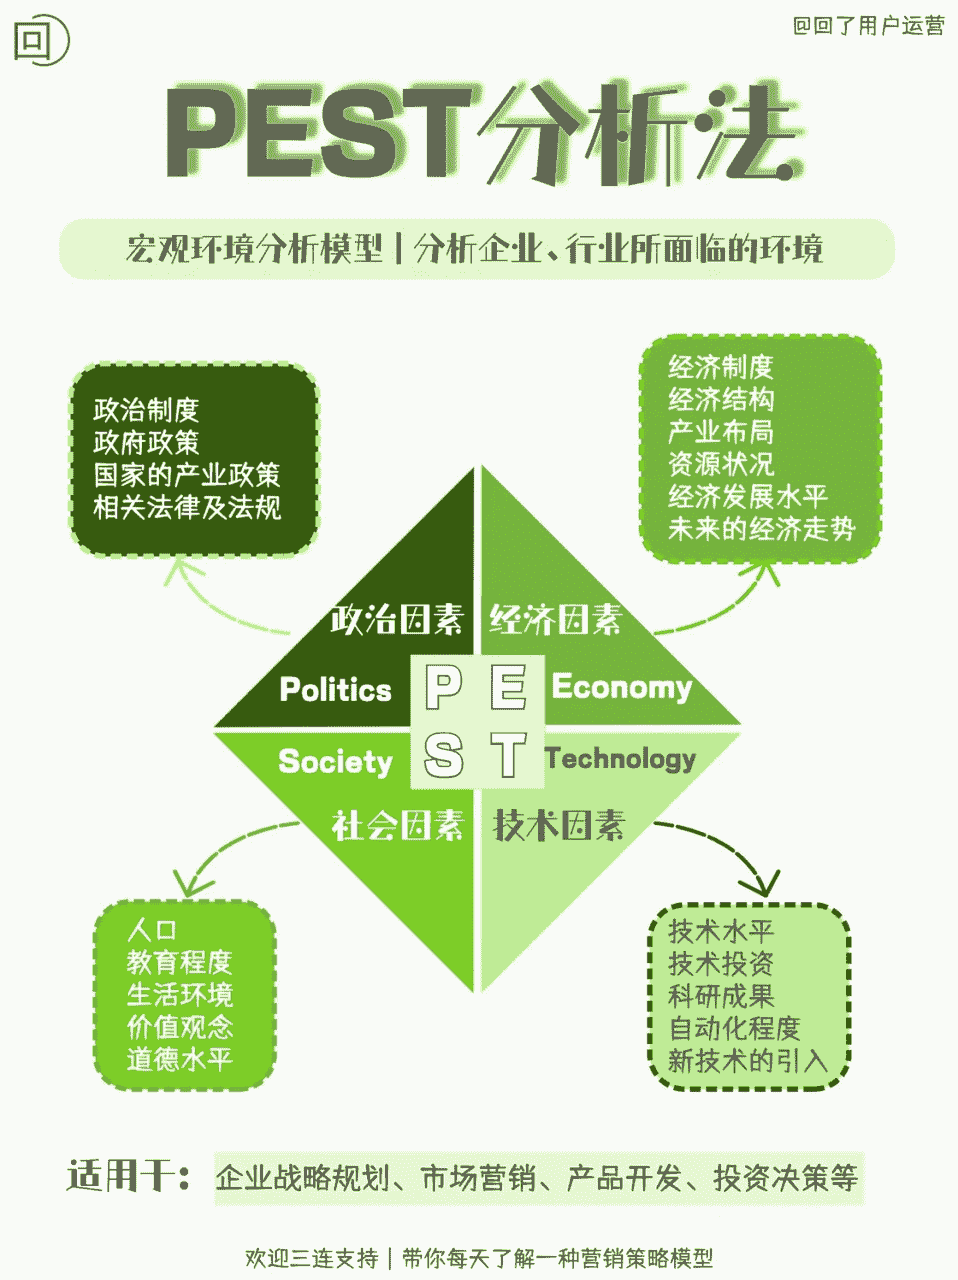 回
回回了用户运营
PEST分析法
宏观环境分析模型|分析企业、行业所面临的环境
政治制度
政府政策
国家的产业政策
相关法律及法规
经济制度
经济结构
产业布局
资源状况
经济发展水平
未来的经济走势
政治因素
经济因素
Politics
P E
Economy
Society
S T
Technology
社会因素
技术因素
人口
教育程度
生活环境
价值观念
道德水平
技术水平
技术投资
科研成果
自动化程度
新技术的引入
适用于：
企业战略规划、市场营销、产品开发、投资决策等
欢迎三连支持|带你每天了解一种营销策略模型